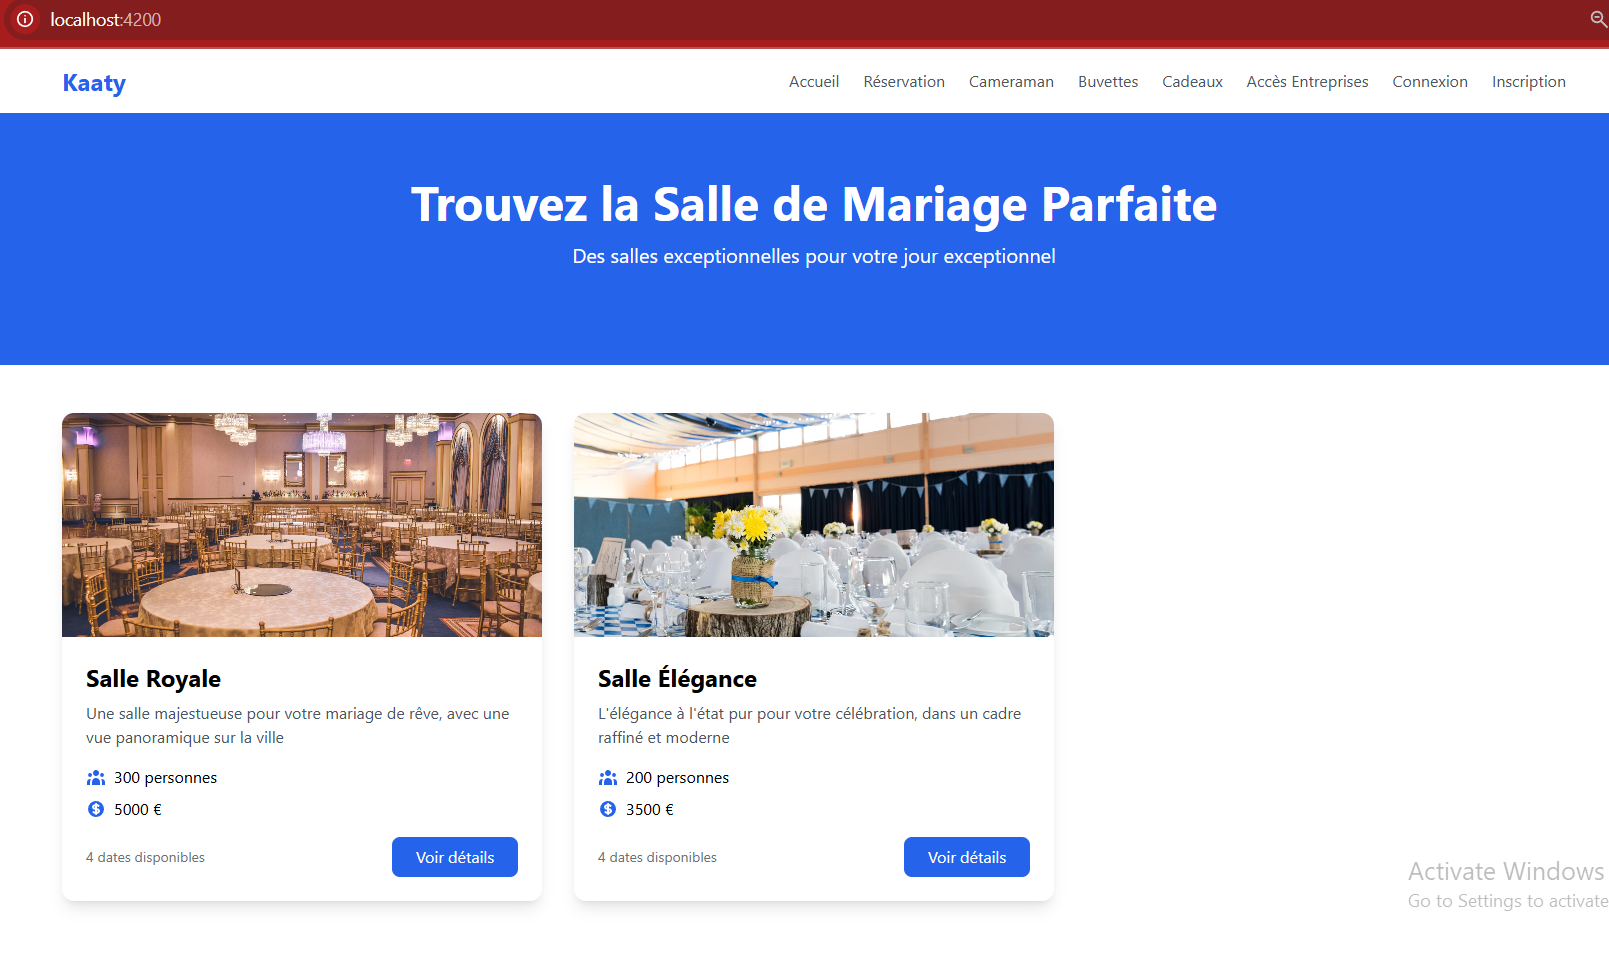 localhost:4200
Kaaty
Accueil Réservation Cameraman Buvettes Cadeaux Accès Entreprises Connexion Inscription
Trouvez la Salle de Mariage Parfaite
Des salles exceptionnelles pour votre jour exceptionnel
Salle Royale
Une salle majestueuse pour votre mariage de rêve, avec une
vue panoramique sur la ville
300 personnes
5000 €
4 dates disponibles
Voir détails
Salle Élégance
L'élégance à l'état pur pour votre célébration, dans un cadre
raffiné et moderne
200 personnes
3500 €
4 dates disponibles
Voir détails
Activate Windows
Go to Settings to activate